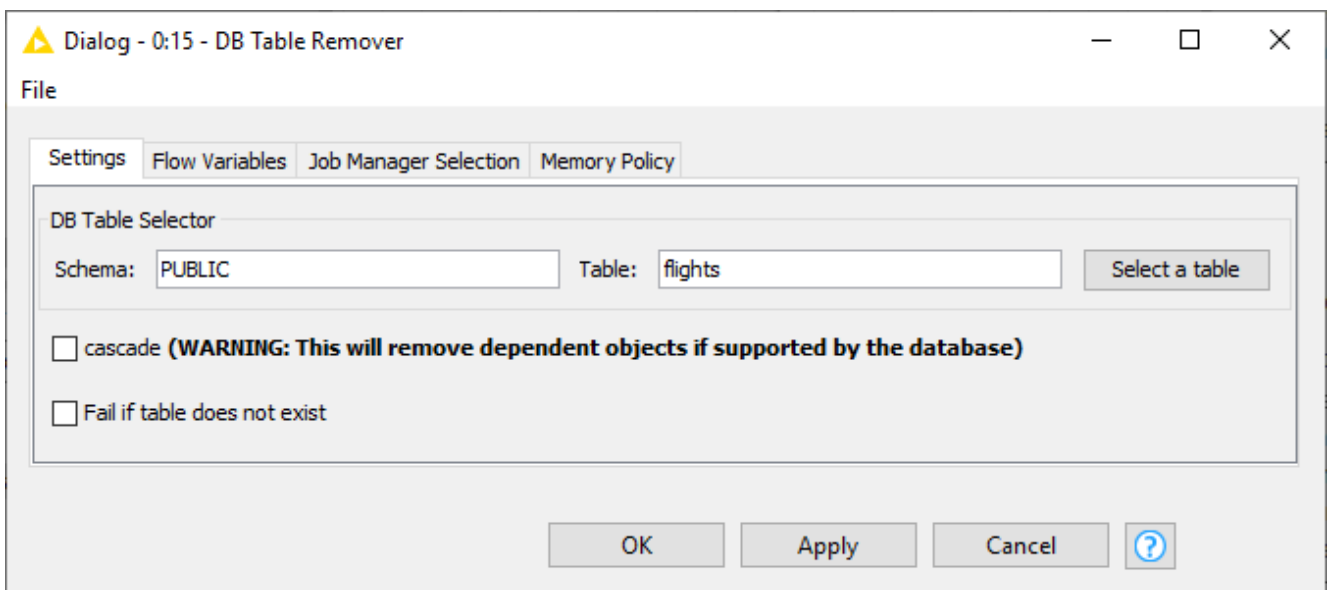 Dialog - 0:15 - DB Table Remover
File
Settings Flow Variables Job Manager Selection Memory Policy
DB Table Selector
Schema: PUBLIC Table: flights Select a table
cascade (WARNING: This will remove dependent objects if supported by the database)
Fail if table does not exist
OK Apply Cancel ?